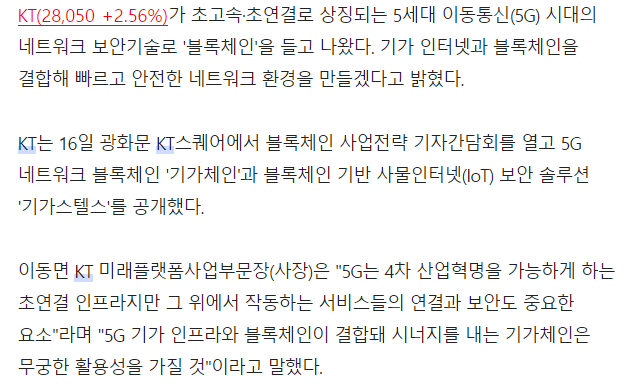 KT(28,050 +2.56%)가 초고속·초연결로 상징되는 5세대 이동통신(5G) 시대의
네트워크 보안기술로 '블록체인'을 들고 나왔다. 기가 인터넷과 블록체인을
결합해 빠르고 안전한 네트워크 환경을 만들겠다고 밝혔다.
KT는 16일 광화문 KT스퀘어에서 블록체인 사업전략 기자간담회를 열고 5G
네트워크 블록체인 '기가체인'과 블록체인 기반 사물인터넷(IoT) 보안 솔루션
'기가스텔스'를 공개했다.
이동면 KT 미래플랫폼사업부문장(사장)은 "5G는 4차 산업혁명을 가능하게 하는
초연결 인프라지만 그 위에서 작동하는 서비스들의 연결과 보안도 중요한
요소"라며 "5G 기가 인프라와 블록체인이 결합돼 시너지를 내는 기가체인은
무궁한 활용성을 가질 것"이라고 말했다.